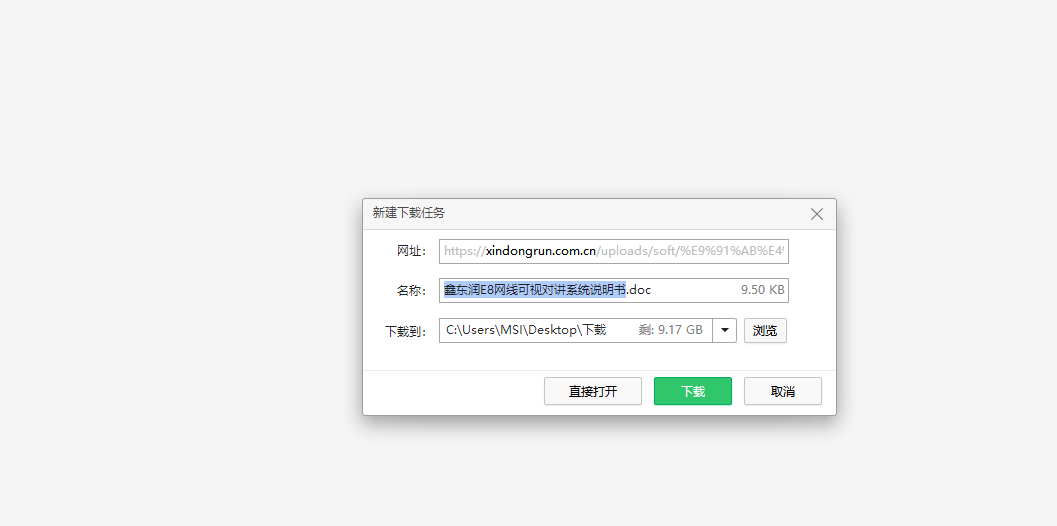 新建下载任务
网址： https://xindongrun.com.cn/uploads/soft/%E9%91%AB%E4%
名称： 鑫东润E8网线可视对讲系统说明书.doc 9.50 KB
下载到： C:\Users\MSI\Desktop\下载 剩: 9.17 GB 浏览
直接打开 下载 取消